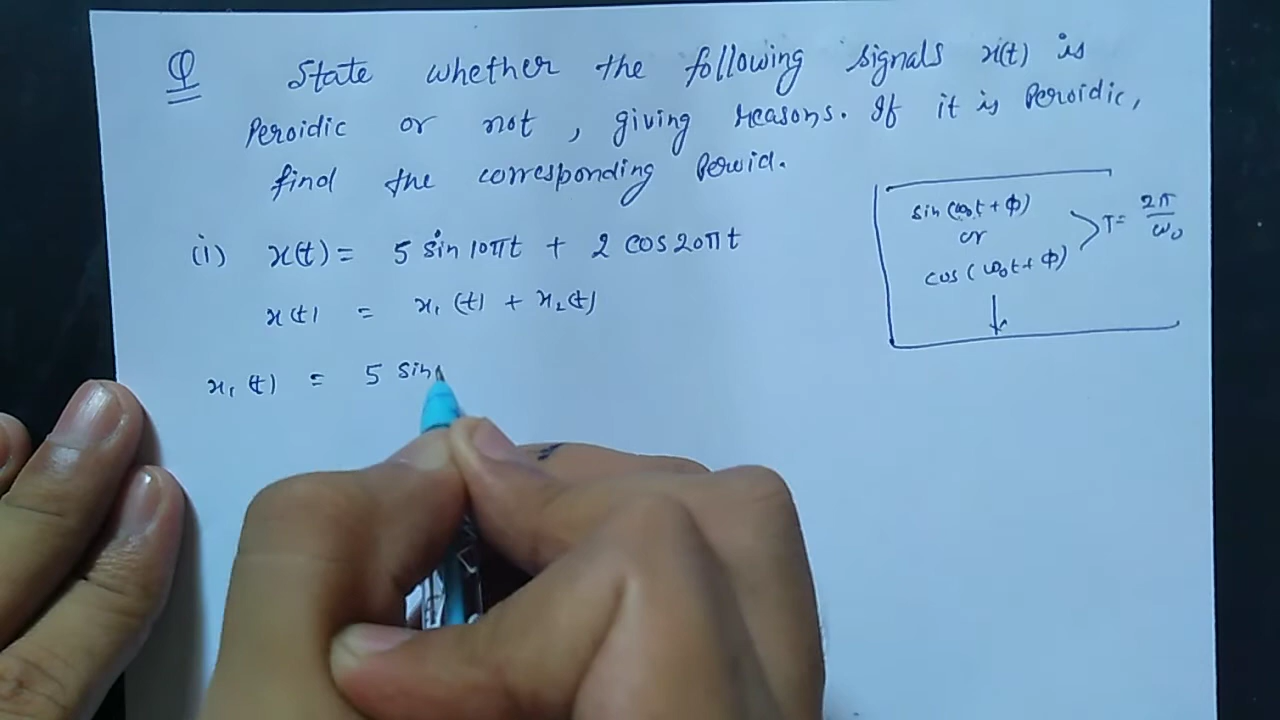 Q State whether the following signals x(t) is
Peroidic or not, giving reasons. If it is Peroidic,
find the corresponding Peroid.
(i) x(t) = 5 sin 10πt + 2 cos 20πt
x(t) = x₁(t) + x₂(t)
x₁(t) = 5 sin
sin(ω₀t + φ)
or
cos(ω₀t + φ)
T = 2π/ω₀